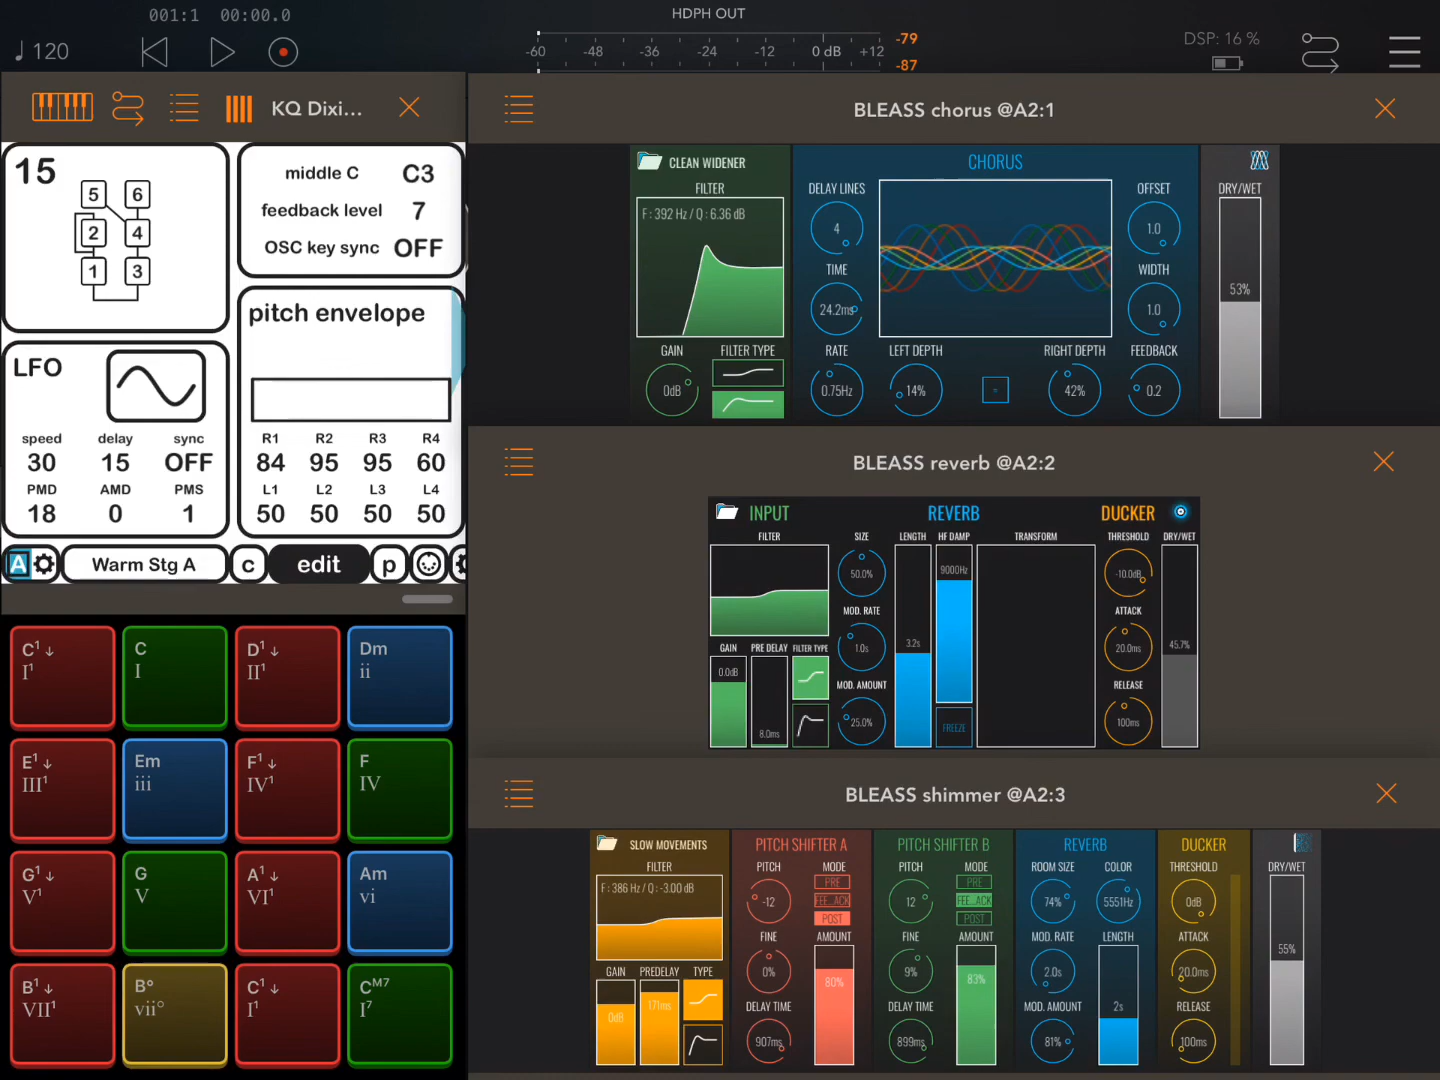 001:1 00:00.0
HDPH OUT
120
-60 -48 -36 -24 -12 0 dB +12
-79
-87
DSP: 16 %
KQ Dixi...
15
5 6
2 4
1 3
middle C C3
feedback level 7
OSC key sync OFF
pitch envelope
R1 R2 R3 R4
84 95 95 60
L1 L2 L3 L4
50 50 50 50
LFO
speed delay sync
30 15 OFF
PMD AMD PMS
18 0 1
A Warm Stg A c edit p
C¹ ↓
I¹
C
I
D¹ ↓
II¹
Dm
ii
E¹ ↓
III¹
Em
iii
F¹ ↓
IV¹
F
IV
G¹ ↓
V¹
G
V
A¹ ↓
VI¹
Am
vi
B¹ ↓
VII¹
B°
vii°
C¹ ↓
I¹
Cᴹ⁷
I⁷
BLEASS chorus @A2:1
CLEAN WIDENER
FILTER
F : 392 Hz / Q : 6.36 dB
GAIN
0dB
FILTER TYPE
CHORUS
DELAY LINES
4
TIME
24.2ms
RATE
0.75Hz
LEFT DEPTH
14%
=
RIGHT DEPTH
42%
OFFSET
1.0
WIDTH
1.0
FEEDBACK
0.2
DRY/WET
53%
BLEASS reverb @A2:2
INPUT
FILTER
GAIN
0.0dB
PRE DELAY
8.0ms
FILTER TYPE
REVERB
SIZE
50.0%
MOD. RATE
1.0s
MOD. AMOUNT
25.0%
LENGTH
3.2s
HF DAMP
9000Hz
FREEZE
TRANSFORM
DUCKER
THRESHOLD
-10.0dB
ATTACK
20.0ms
RELEASE
100ms
DRY/WET
45.7%
BLEASS shimmer @A2:3
SLOW MOVEMENTS
FILTER
F : 386 Hz / Q : -3.00 dB
GAIN
0dB
PREDELAY
171ms
TYPE
PITCH SHIFTER A
PITCH
-12
MODE
PRE
FEE...ACK
POST
FINE
0%
AMOUNT
80%
DELAY TIME
907ms
PITCH SHIFTER B
PITCH
12
MODE
PRE
FEE...ACK
POST
FINE
9%
AMOUNT
83%
DELAY TIME
899ms
REVERB
ROOM SIZE
74%
COLOR
5551Hz
MOD. RATE
2.0s
LENGTH
2s
MOD. AMOUNT
81%
DUCKER
THRESHOLD
0dB
ATTACK
20.0ms
RELEASE
100ms
DRY/WET
55%